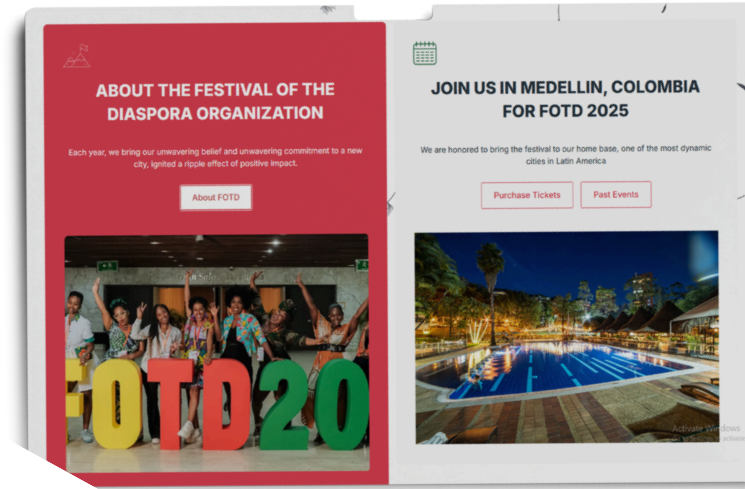 ABOUT THE FESTIVAL OF THE
DIASPORA ORGANIZATION
Each year, we bring our unwavering belief and unwavering commitment to a new
city, ignited a ripple effect of positive impact.
About FOTD
FOTD20
JOIN US IN MEDELLIN, COLOMBIA
FOR FOTD 2025
We are honored to bring the festival to our home base, one of the most dynamic
cities in Latin America
Purchase Tickets
Past Events
Activate Windows